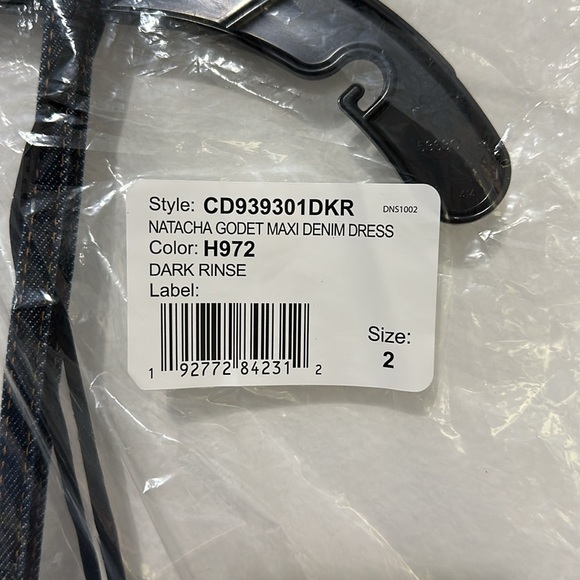 Style: CD939301DKR DNS1002
NATACHA GODET MAXI DENIM DRESS
Color: H972
DARK RINSE
Label:
Size:
2
1 92772 84231 2